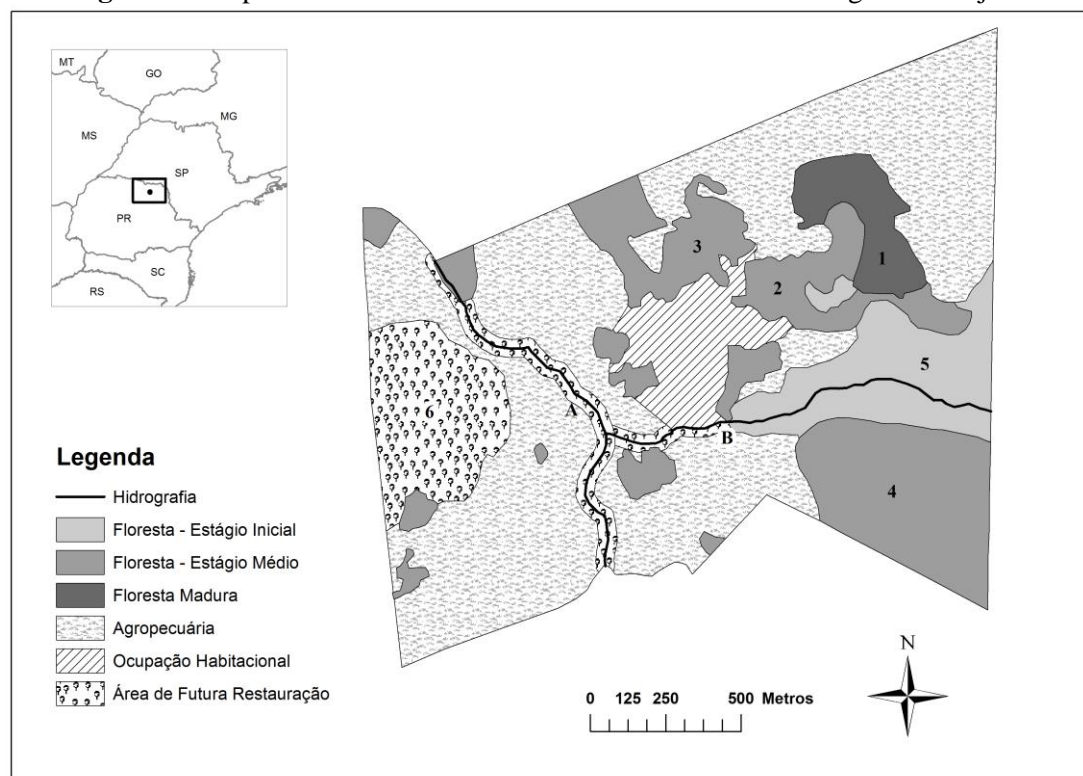 MT
GO
MS
MG
SP
PR
SC
RS
1
2
3
4
5
6
A
B
Legenda
Hidrografia
Floresta - Estágio Inicial
Floresta - Estágio Médio
Floresta Madura
Agropecuária
Ocupação Habitacional
Área de Futura Restauração
0 125 250 500 Metros
N